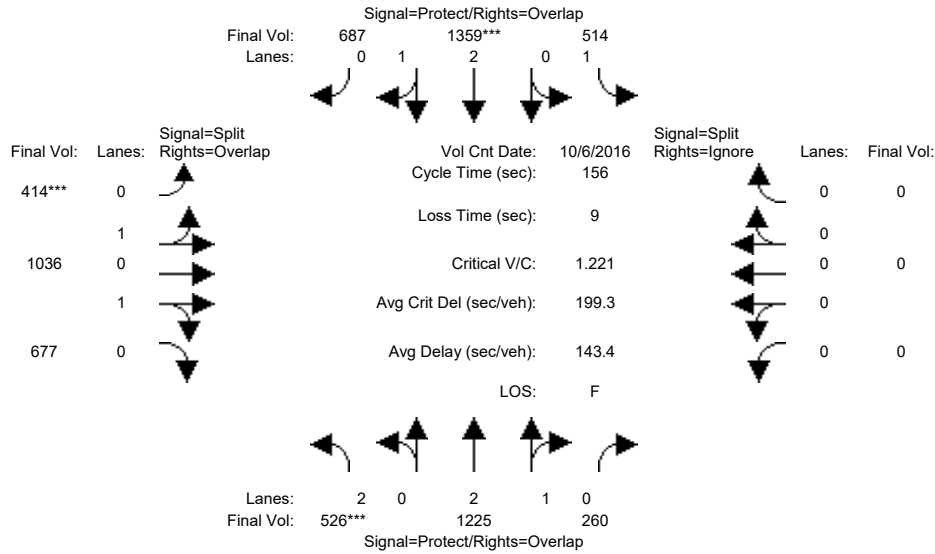 Signal=Protect/Rights=Overlap
Final Vol: 687 1359*** 514
Lanes: 0 1 2 0 1
Signal=Split
Final Vol: Lanes: Rights=Overlap
Vol Cnt Date: 10/6/2016
Signal=Split
Rights=Ignore Lanes: Final Vol:
Cycle Time (sec): 156
414*** 0
0 0
Loss Time (sec): 9
1
0
1036 0
Critical V/C: 1.221
0 0
1
Avg Crit Del (sec/veh): 199.3
0
677 0
Avg Delay (sec/veh): 143.4
0 0
LOS: F
Lanes: 2 0 2 1 0
Final Vol: 526*** 1225 260
Signal=Protect/Rights=Overlap